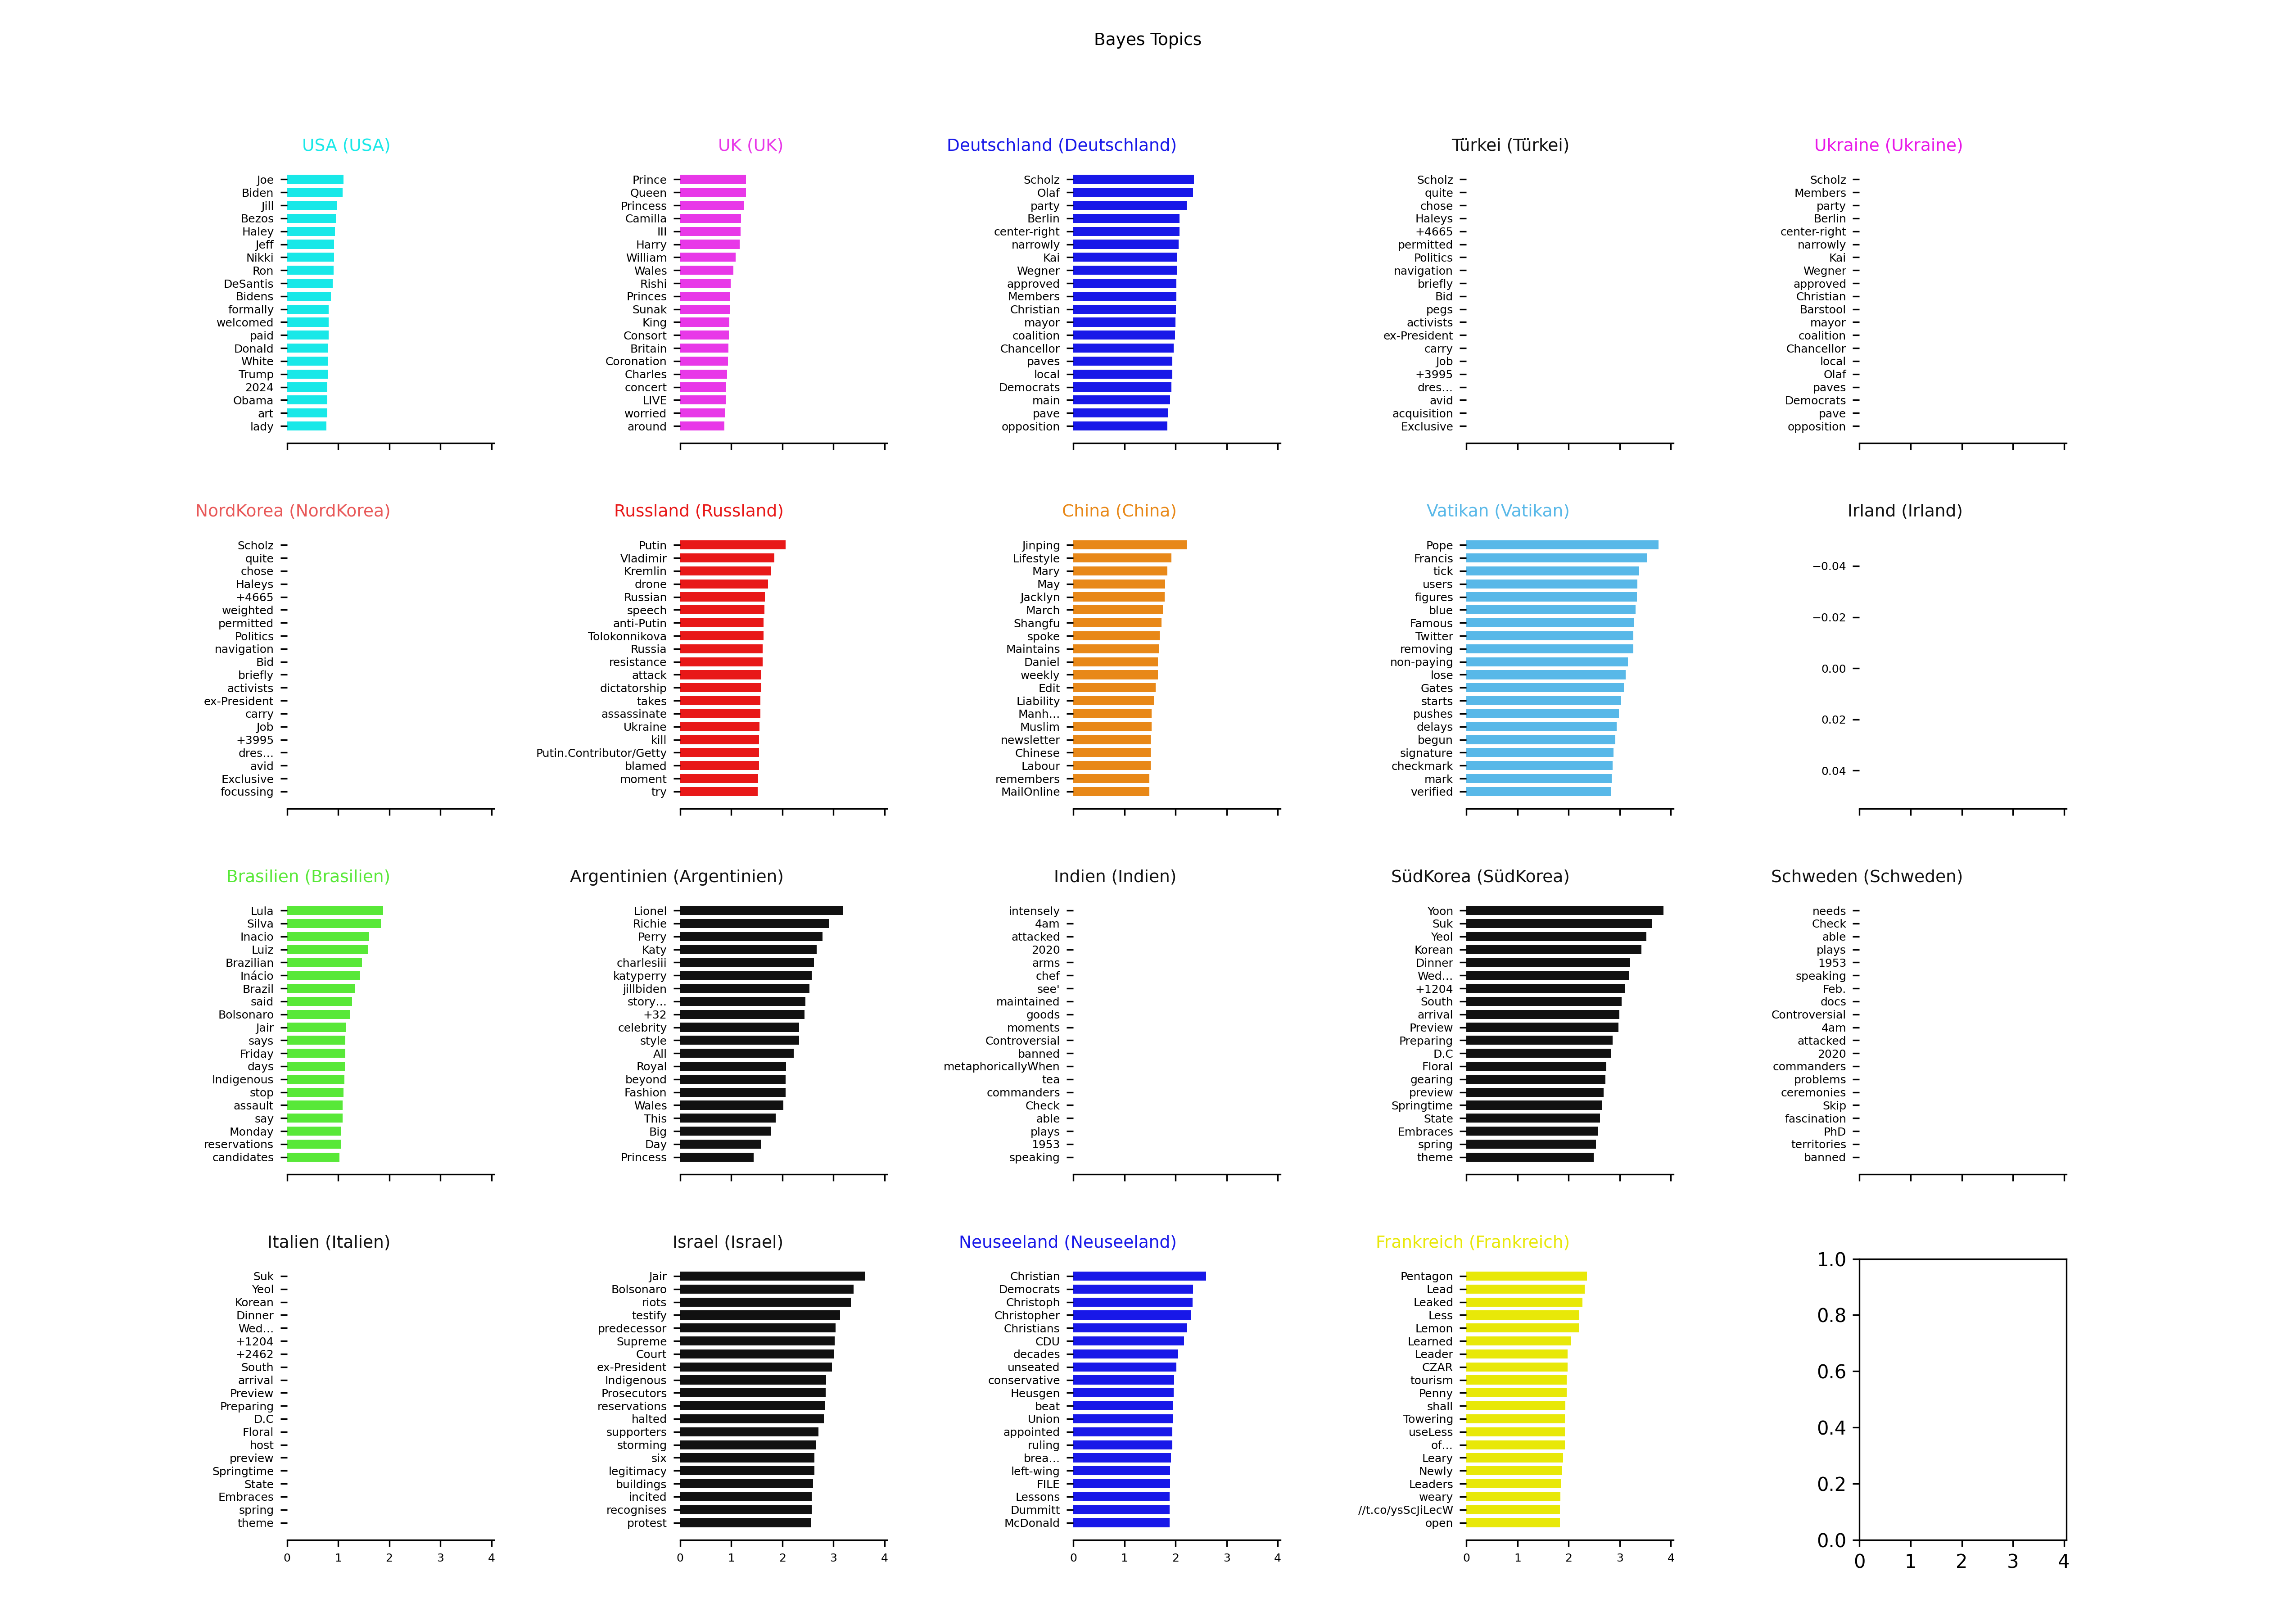 Bayes Topics
USA (USA)
Joe
Biden
Jill
Bezos
Haley
Jeff
Nikki
Ron
DeSantis
Bidens
formally
welcomed
paid
Donald
White
Trump
2024
Obama
art
lady
UK (UK)
Prince
Queen
Princess
Camilla
III
Harry
William
Wales
Rishi
Princes
Sunak
King
Consort
Britain
Coronation
Charles
concert
LIVE
worried
around
Deutschland (Deutschland)
Scholz
Olaf
party
Berlin
center-right
narrowly
Kai
Wegner
approved
Members
Christian
mayor
coalition
Chancellor
paves
local
Democrats
main
pave
opposition
Türkei (Türkei)
Scholz
quite
chose
Haleys
+4665
permitted
Politics
navigation
briefly
Bid
pegs
activists
ex-President
carry
Job
+3995
dres...
avid
acquisition
Exclusive
Ukraine (Ukraine)
Scholz
Members
party
Berlin
center-right
narrowly
Kai
Wegner
approved
Christian
Barstool
mayor
coalition
Chancellor
local
Olaf
paves
Democrats
pave
opposition
NordKorea (NordKorea)
Scholz
quite
chose
Haleys
+4665
weighted
permitted
Politics
navigation
Bid
briefly
activists
ex-President
carry
Job
+3995
dres...
avid
Exclusive
focussing
Russland (Russland)
Putin
Vladimir
Kremlin
drone
Russian
speech
anti-Putin
Tolokonnikova
Russia
resistance
attack
dictatorship
takes
assassinate
Ukraine
kill
Putin.Contributor/Getty
blamed
moment
try
China (China)
Jinping
Lifestyle
Mary
May
Jacklyn
March
Shangfu
spoke
Maintains
Daniel
weekly
Edit
Liability
Manh...
Muslim
newsletter
Chinese
Labour
remembers
MailOnline
Vatikan (Vatikan)
Pope
Francis
tick
users
figures
blue
Famous
Twitter
removing
non-paying
lose
Gates
starts
pushes
delays
begun
signature
checkmark
mark
verified
Irland (Irland)
−0.04
−0.02
0.00
0.02
0.04
Brasilien (Brasilien)
Lula
Silva
Inacio
Luiz
Brazilian
Inácio
Brazil
said
Bolsonaro
Jair
says
Friday
days
Indigenous
stop
assault
say
Monday
reservations
candidates
Argentinien (Argentinien)
Lionel
Richie
Perry
Katy
charlesiii
katyperry
jillbiden
story...
+32
celebrity
style
All
Royal
beyond
Fashion
Wales
This
Big
Day
Princess
Indien (Indien)
intensely
4am
attacked
2020
arms
chef
see'
maintained
goods
moments
Controversial
banned
metaphoricallyWhen
tea
commanders
Check
able
plays
1953
speaking
SüdKorea (SüdKorea)
Yoon
Suk
Yeol
Korean
Dinner
Wed...
+1204
South
arrival
Preview
Preparing
D.C
Floral
gearing
preview
Springtime
State
Embraces
spring
theme
Schweden (Schweden)
needs
Check
able
plays
1953
speaking
Feb.
docs
Controversial
4am
attacked
2020
commanders
problems
ceremonies
Skip
fascination
PhD
territories
banned
Italien (Italien)
Suk
Yeol
Korean
Dinner
Wed...
+1204
+2462
South
arrival
Preview
Preparing
D.C
Floral
host
preview
Springtime
State
Embraces
spring
theme
0 1 2 3 4
Israel (Israel)
Jair
Bolsonaro
riots
testify
predecessor
Supreme
Court
ex-President
Indigenous
Prosecutors
reservations
halted
supporters
storming
six
legitimacy
buildings
incited
recognises
protest
0 1 2 3 4
Neuseeland (Neuseeland)
Christian
Democrats
Christoph
Christopher
Christians
CDU
decades
unseated
conservative
Heusgen
beat
Union
appointed
ruling
brea...
left-wing
FILE
Lessons
Dummitt
McDonald
0 1 2 3 4
Frankreich (Frankreich)
Pentagon
Lead
Leaked
Less
Lemon
Learned
Leader
CZAR
tourism
Penny
shall
Towering
useLess
of...
Leary
Newly
Leaders
weary
//t.co/ysScJiLecW
open
0 1 2 3 4
1.0
0.8
0.6
0.4
0.2
0.0
0 1 2 3 4